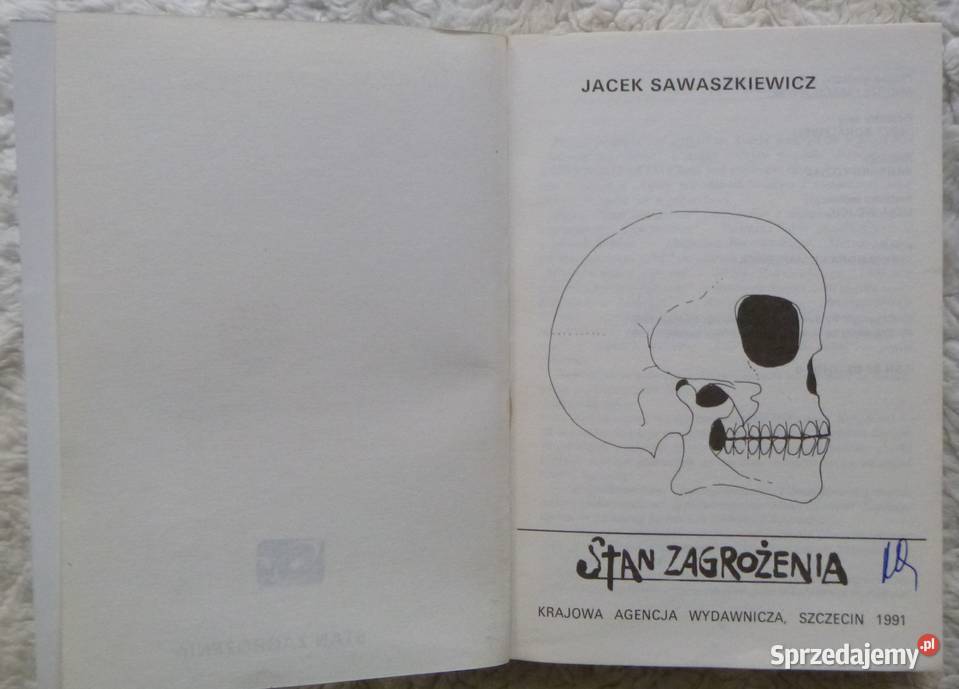 JACEK SAWASZKIEWICZ
STAN ZAGROŻENIA
KRAJOWA AGENCJA WYDAWNICZA, SZCZECIN 1991
Sprzedajemy.pl